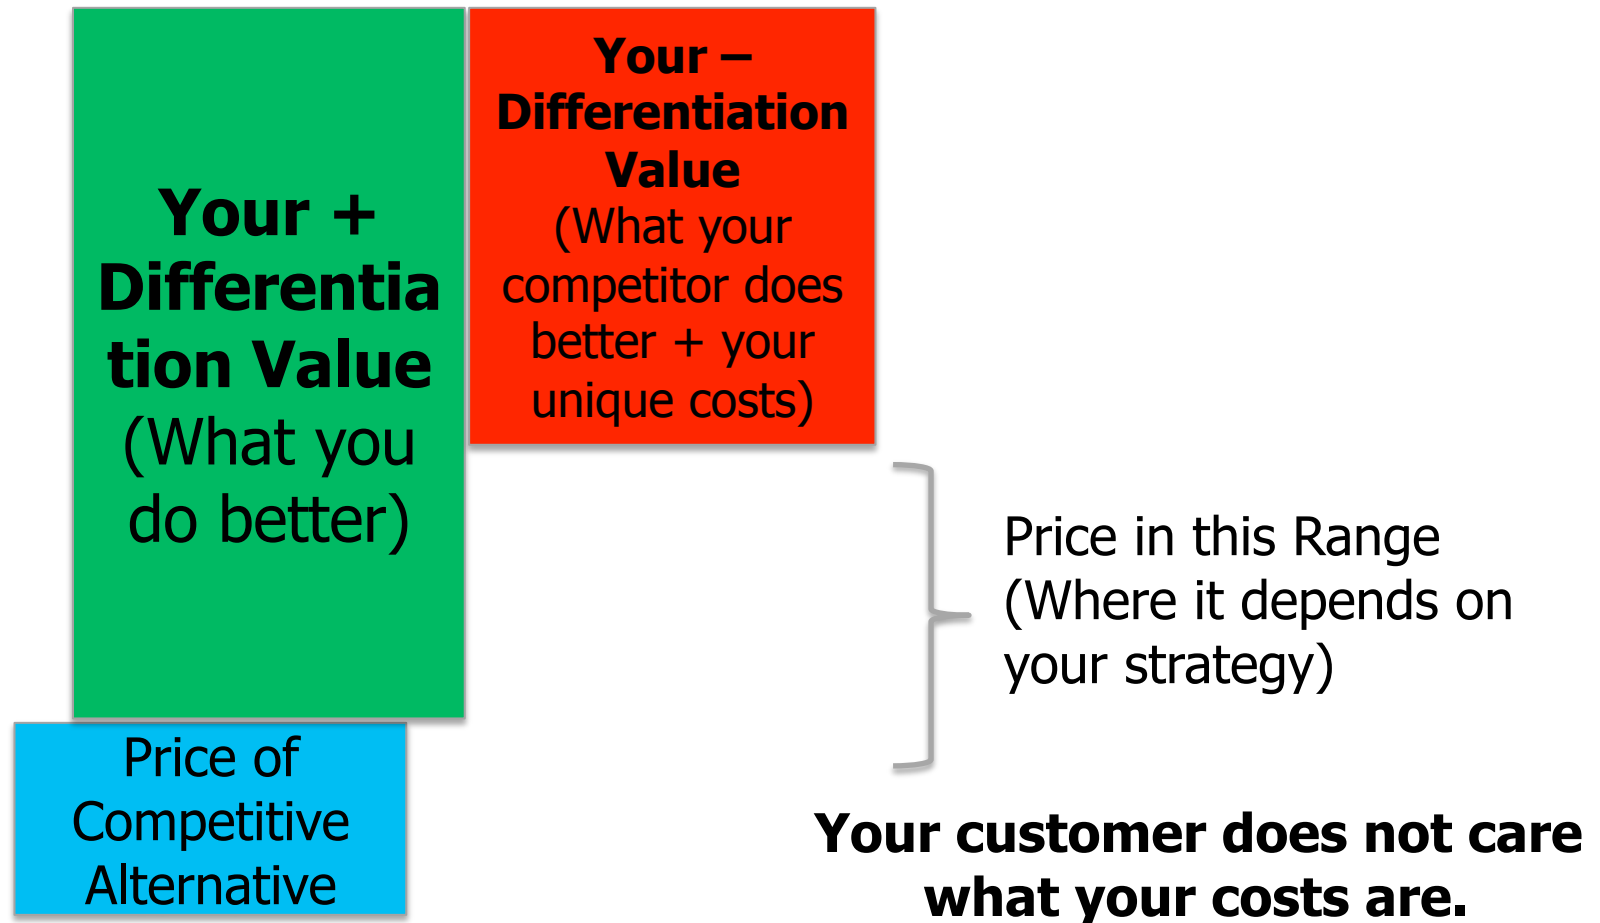 Your +
Differentia
tion Value
(What you
do better)
Your –
Differentiation
Value
(What your
competitor does
better + your
unique costs)
Price in this Range
(Where it depends on
your strategy)
Price of
Competitive
Alternative
Your customer does not care
what your costs are.